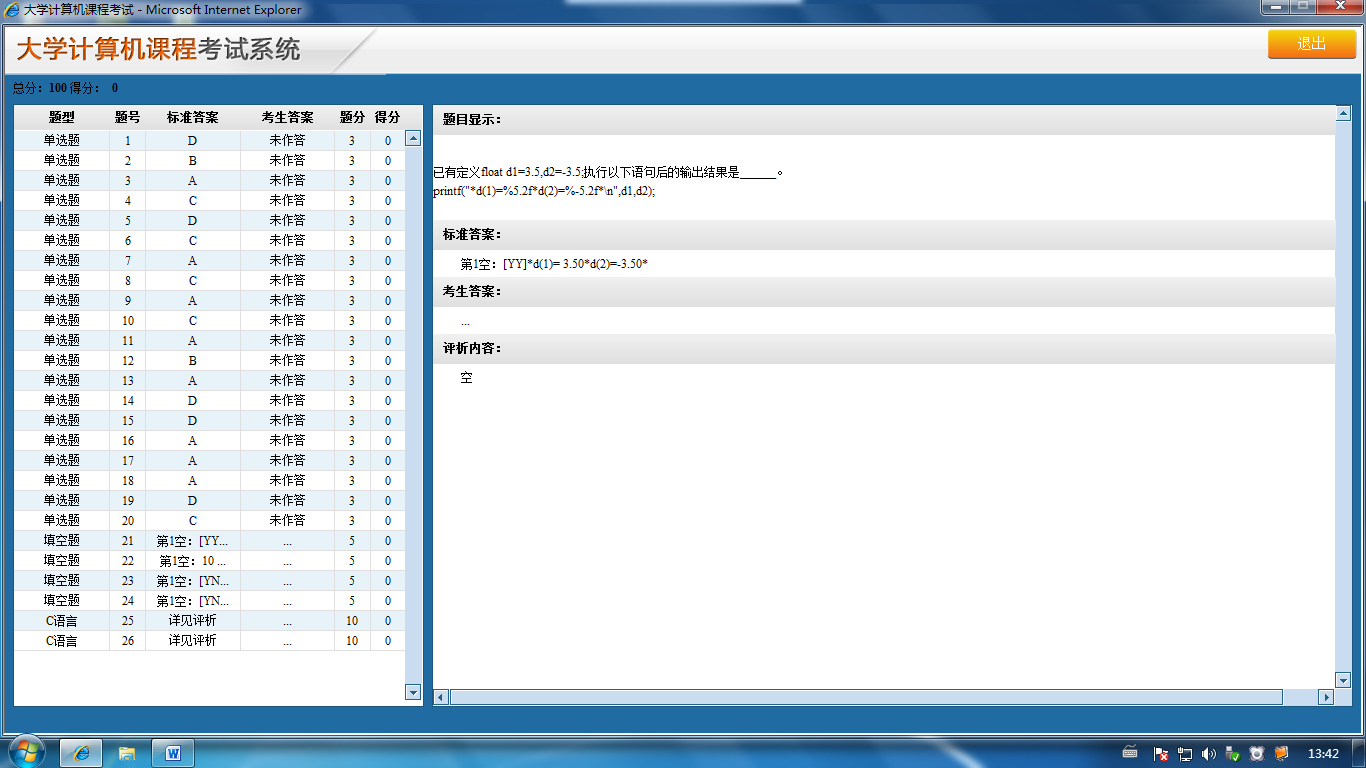 大学计算机课程考试 - Microsoft Internet Explorer
大学计算机课程考试系统
退出
总分：100 得分： 0
题型 题号 标准答案 考生答案 题分 得分
单选题 1 D 未作答 3 0
单选题 2 B 未作答 3 0
单选题 3 A 未作答 3 0
单选题 4 C 未作答 3 0
单选题 5 D 未作答 3 0
单选题 6 C 未作答 3 0
单选题 7 A 未作答 3 0
单选题 8 C 未作答 3 0
单选题 9 A 未作答 3 0
单选题 10 C 未作答 3 0
单选题 11 A 未作答 3 0
单选题 12 B 未作答 3 0
单选题 13 A 未作答 3 0
单选题 14 D 未作答 3 0
单选题 15 D 未作答 3 0
单选题 16 A 未作答 3 0
单选题 17 A 未作答 3 0
单选题 18 A 未作答 3 0
单选题 19 D 未作答 3 0
单选题 20 C 未作答 3 0
填空题 21 第1空：[YY... ... 5 0
填空题 22 第1空：10 ... ... 5 0
填空题 23 第1空：[YN... ... 5 0
填空题 24 第1空：[YN... ... 5 0
C语言 25 详见评析 ... 10 0
C语言 26 详见评析 ... 10 0
题目显示：
已有定义float d1=3.5,d2=-3.5;执行以下语句后的输出结果是______。
printf("*d(1)=%5.2f*d(2)=%-5.2f*\n",d1,d2);
标准答案：
第1空：[YY]*d(1)= 3.50*d(2)=-3.50*
考生答案：
...
评析内容：
空
13:42